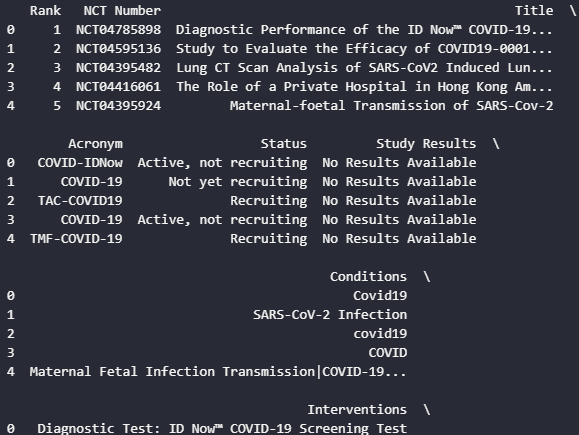 Rank NCT Number Title \
0 1 NCT04785898 Diagnostic Performance of the ID Now™ COVID-19...
1 2 NCT04595136 Study to Evaluate the Efficacy of COVID19-0001...
2 3 NCT04395482 Lung CT Scan Analysis of SARS-CoV2 Induced Lun...
3 4 NCT04416061 The Role of a Private Hospital in Hong Kong Am...
4 5 NCT04395924 Maternal-foetal Transmission of SARS-Cov-2
Acronym Status Study Results \
0 COVID-IDNow Active, not recruiting No Results Available
1 COVID-19 Not yet recruiting No Results Available
2 TAC-COVID19 Recruiting No Results Available
3 COVID-19 Active, not recruiting No Results Available
4 TMF-COVID-19 Recruiting No Results Available
Conditions \
0 Covid19
1 SARS-CoV-2 Infection
2 covid19
3 COVID
4 Maternal Fetal Infection Transmission|COVID-19...
Interventions \
0 Diagnostic Test: ID Now™ COVID-19 Screening Test